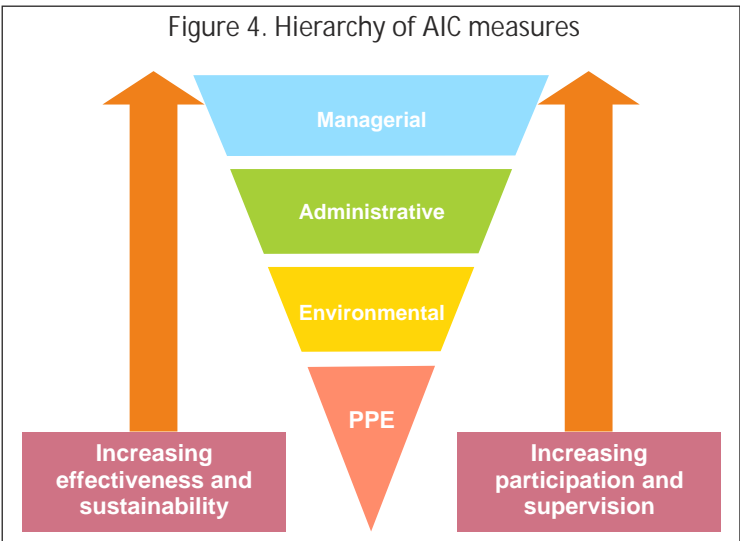 Figure 4. Hierarchy of AIC measures
Managerial
Administrative
Environmental
PPE
Increasing
effectiveness and
sustainability
Increasing
participation and
supervision